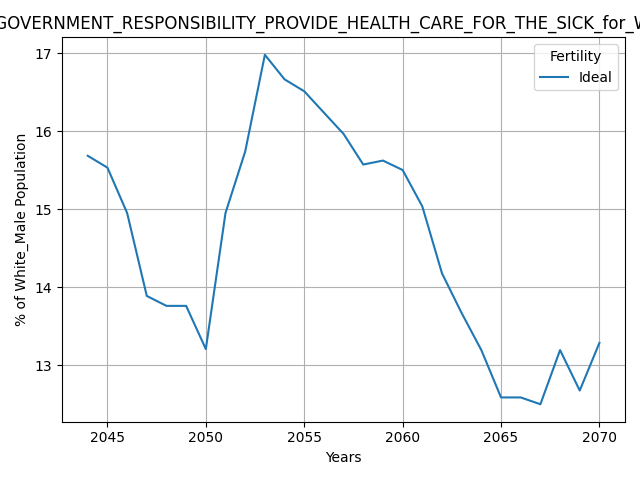 GOVERNMENT_RESPONSIBILITY_PROVIDE_HEALTH_CARE_FOR_THE_SICK_for_W
Fertility
Ideal
% of White_Male Population
17
16
15
14
13
2045 2050 2055 2060 2065 2070
Years